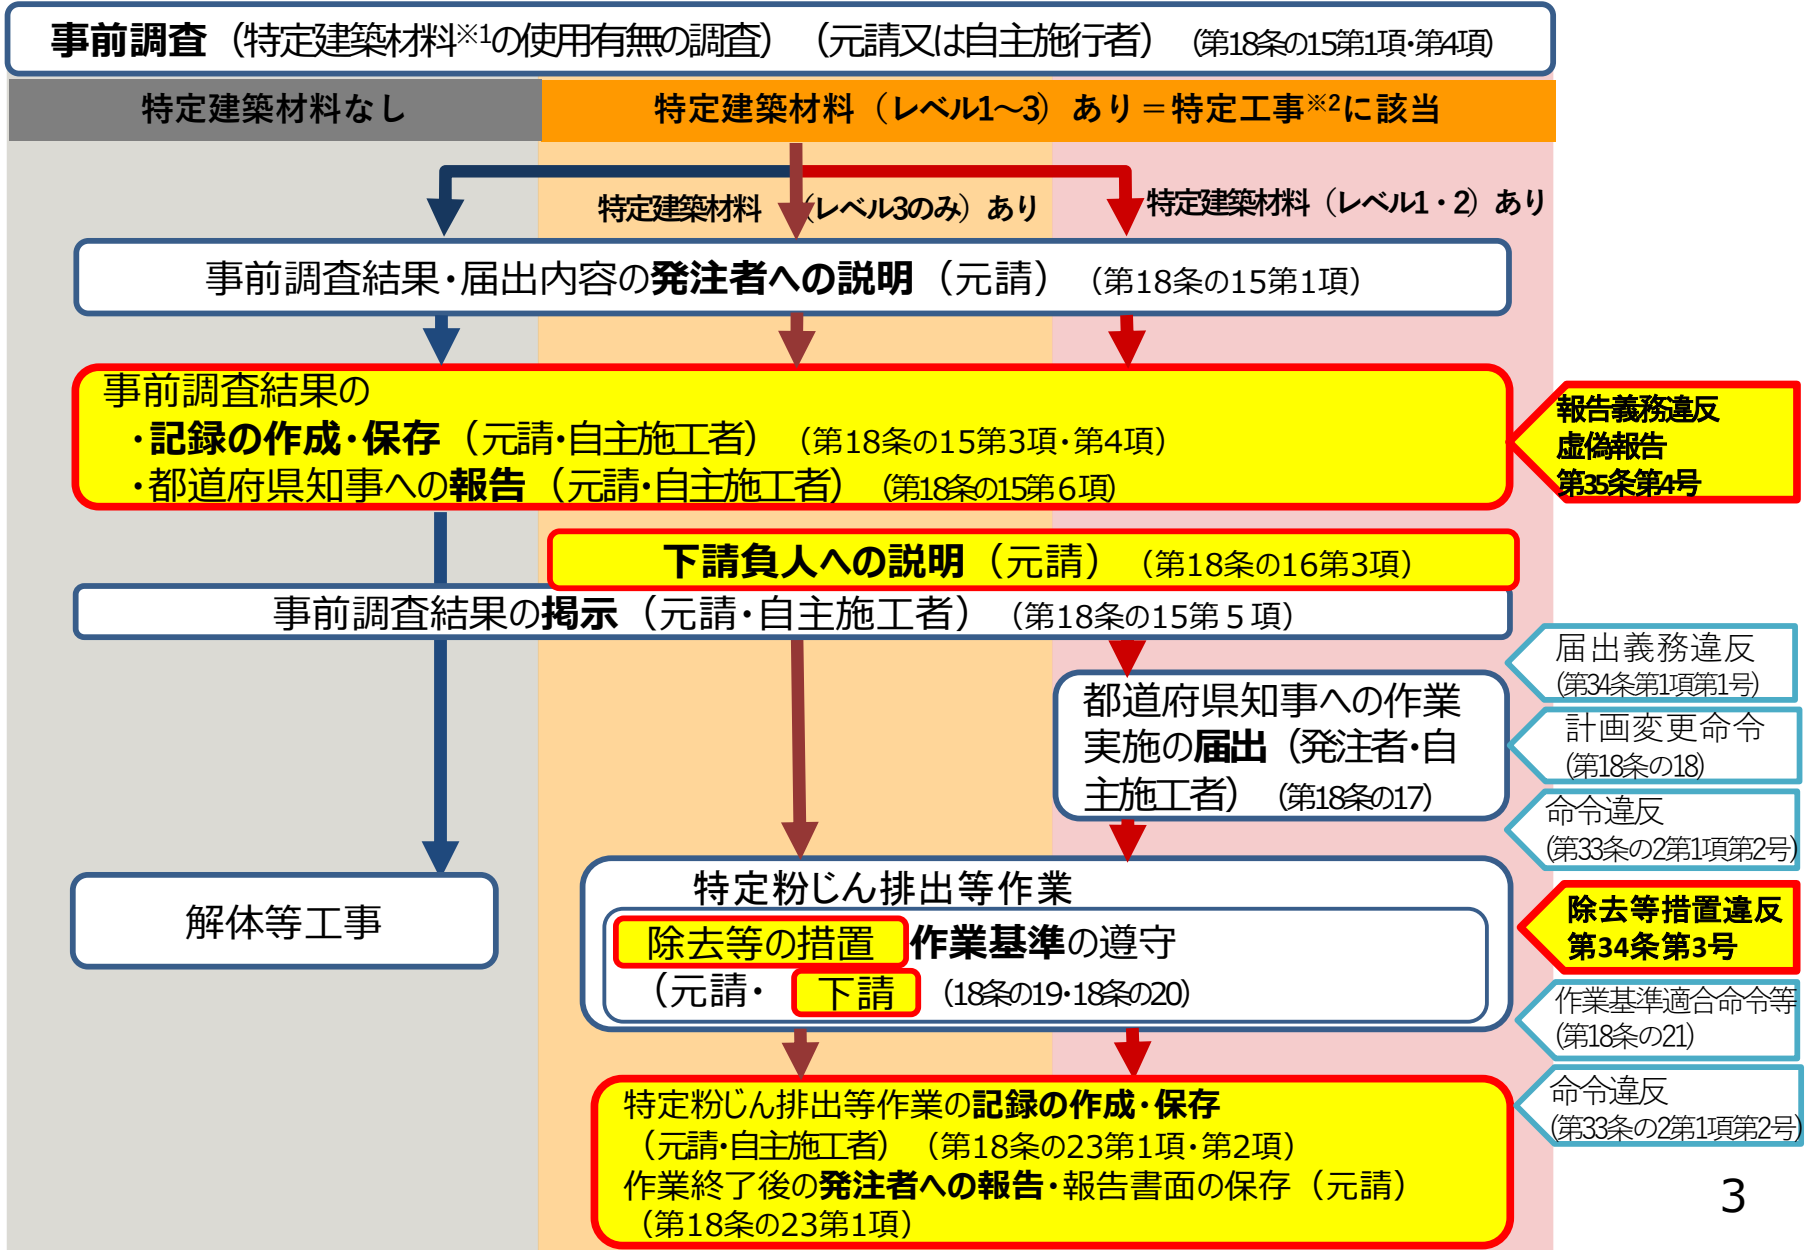 事前調査（特定建築材料※1の使用有無の調査）（元請又は自主施行者）（第18条の15第1項・第4項）
特定建築材料なし
特定建築材料（レベル1～3）あり＝特定工事※2に該当
特定建築材料（レベル3のみ）あり
特定建築材料（レベル1・2）あり
事前調査結果・届出内容の発注者への説明（元請）（第18条の15第1項）
事前調査結果の
・記録の作成・保存（元請・自主施工者）（第18条の15第3項・第4項）
・都道府県知事への報告（元請・自主施工者）（第18条の15第６項）
報告義務違反
虚偽報告
第35条第4号
下請負人への説明（元請）（第18条の16第3項）
事前調査結果の掲示（元請・自主施工者）（第18条の15第５項）
都道府県知事への作業
実施の届出（発注者・自
主施工者）（第18条の17）
届出義務違反
(第34条第1項第1号)
計画変更命令
(第18条の18)
命令違反
(第33条の2第1項第2号)
解体等工事
特定粉じん排出等作業
除去等の措置 作業基準の遵守
（元請・ 下請 （18条の19・18条の20）
除去等措置違反
第34条第3号
作業基準適合命令等
(第18条の21)
命令違反
(第33条の2第1項第2号)
特定粉じん排出等作業の記録の作成・保存
（元請・自主施工者）（第18条の23第1項・第2項）
作業終了後の発注者への報告・報告書面の保存（元請）
（第18条の23第1項）
3